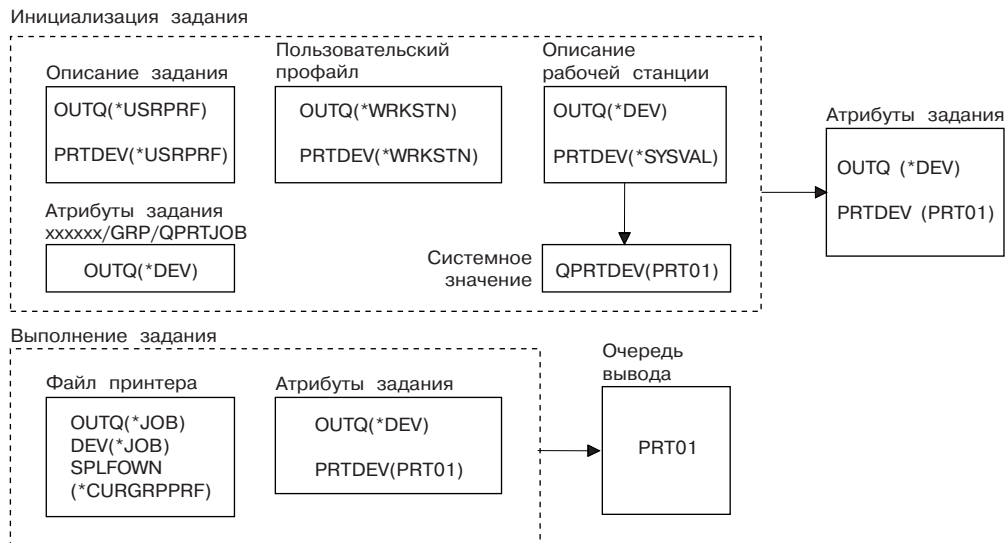 Инициализация задания
Описание задания
OUTQ(*USRPRF)
PRTDEV(*USRPRF)
Пользовательский
профайл
OUTQ(*WRKSTN)
PRTDEV(*WRKSTN)
Описание
рабочей станции
OUTQ(*DEV)
PRTDEV(*SYSVAL)
Атрибуты задания
OUTQ (*DEV)
PRTDEV (PRT01)
Атрибуты задания
xxxxxx/GRP/QPRTJOB
OUTQ(*DEV)
Системное
значение
QPRTDEV(PRT01)
Выполнение задания
Файл принтера
OUTQ(*JOB)
DEV(*JOB)
SPLFOWN
(*CURGRPPRF)
Атрибуты задания
OUTQ(*DEV)
PRTDEV(PRT01)
Очередь
вывода
PRT01